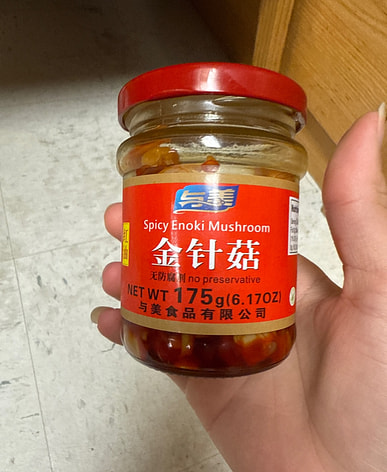 与美
Spicy Enoki Mushroom
金针菇
无防腐剂 no preservative
NET WT 175g(6.17OZ)
与美食品有限公司